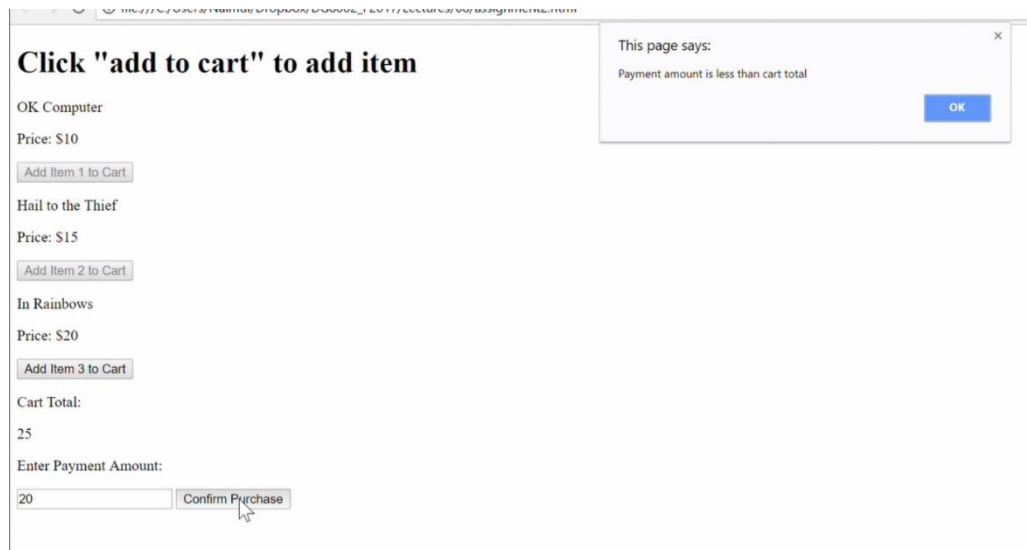 Click "add to cart" to add item
OK Computer
Price: $10
Add Item 1 to Cart
Hail to the Thief
Price: $15
Add Item 2 to Cart
In Rainbows
Price: $20
Add Item 3 to Cart
Cart Total:
25
Enter Payment Amount:
20 Confirm Purchase
This page says:
Payment amount is less than cart total
OK